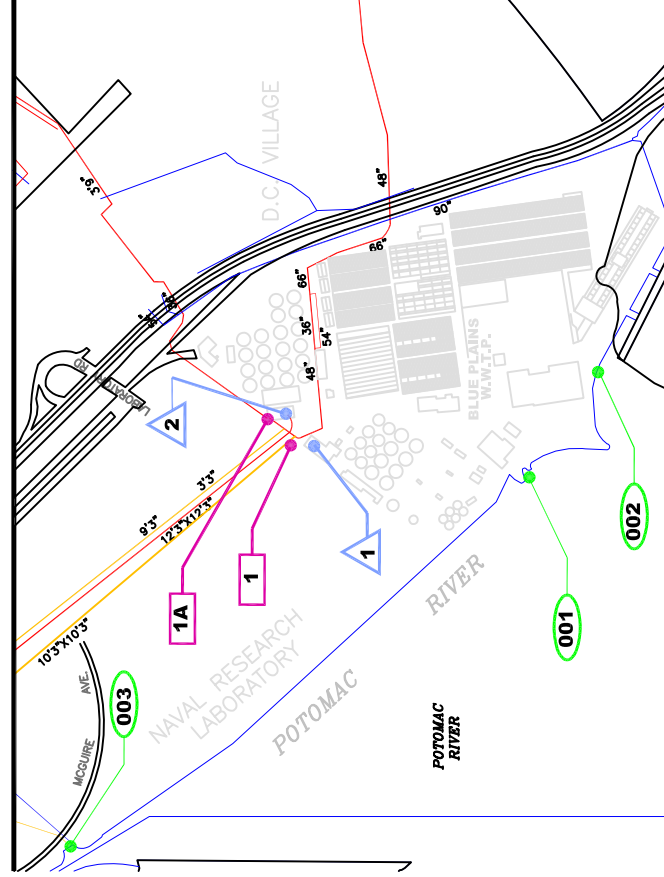 D.C. VILLAGE
3'9"
48"
90"
66"
66"
36"
54"
48"
LABORATORY RD
BLUE PLAINS
W.W.T.P.
2
3'3"
9'3"
12'3"X12'3"
1
1
1A
002
001
RIVER
10'3"X10'3"
NAVAL RESEARCH
LABORATORY
AVE.
003
MCGUIRE
POTOMAC
POTOMAC
RIVER